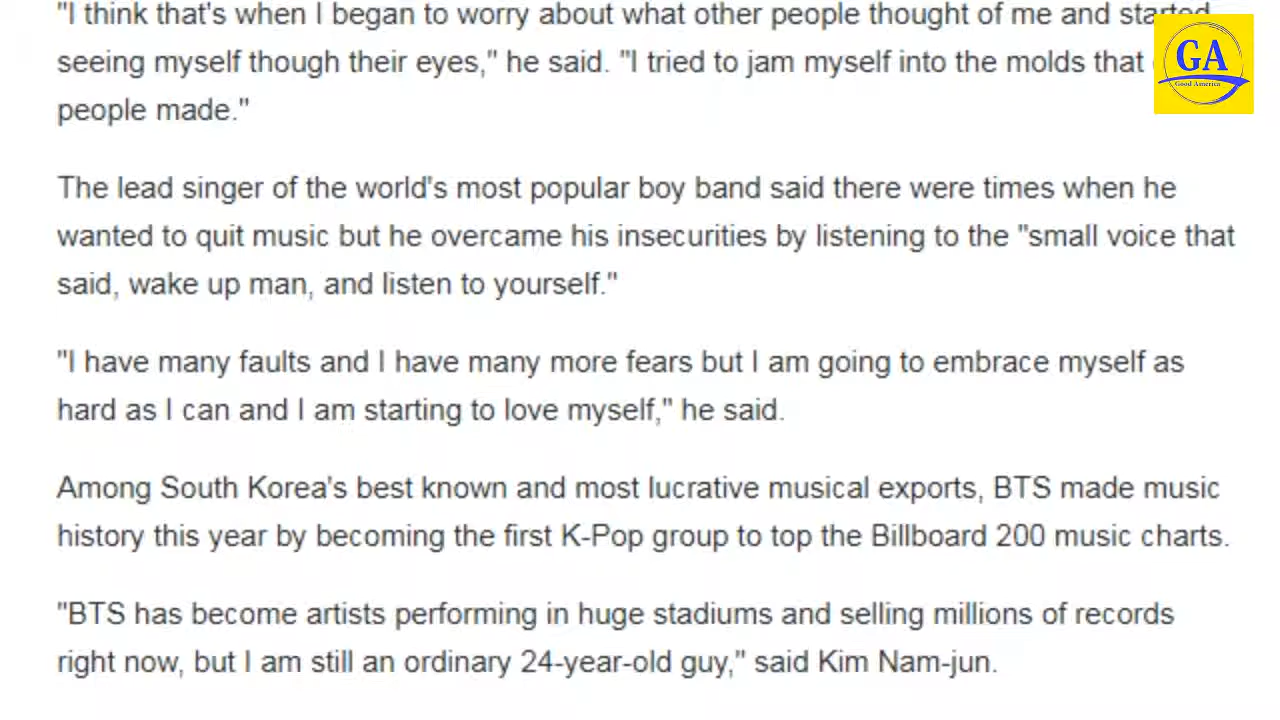 "I think that's when I began to worry about what other people thought of me and started
seeing myself though their eyes," he said. "I tried to jam myself into the molds that
people made."
The lead singer of the world's most popular boy band said there were times when he
wanted to quit music but he overcame his insecurities by listening to the "small voice that
said, wake up man, and listen to yourself."
"I have many faults and I have many more fears but I am going to embrace myself as
hard as I can and I am starting to love myself," he said.
Among South Korea's best known and most lucrative musical exports, BTS made music
history this year by becoming the first K-Pop group to top the Billboard 200 music charts.
"BTS has become artists performing in huge stadiums and selling millions of records
right now, but I am still an ordinary 24-year-old guy," said Kim Nam-jun.
GA
Good America